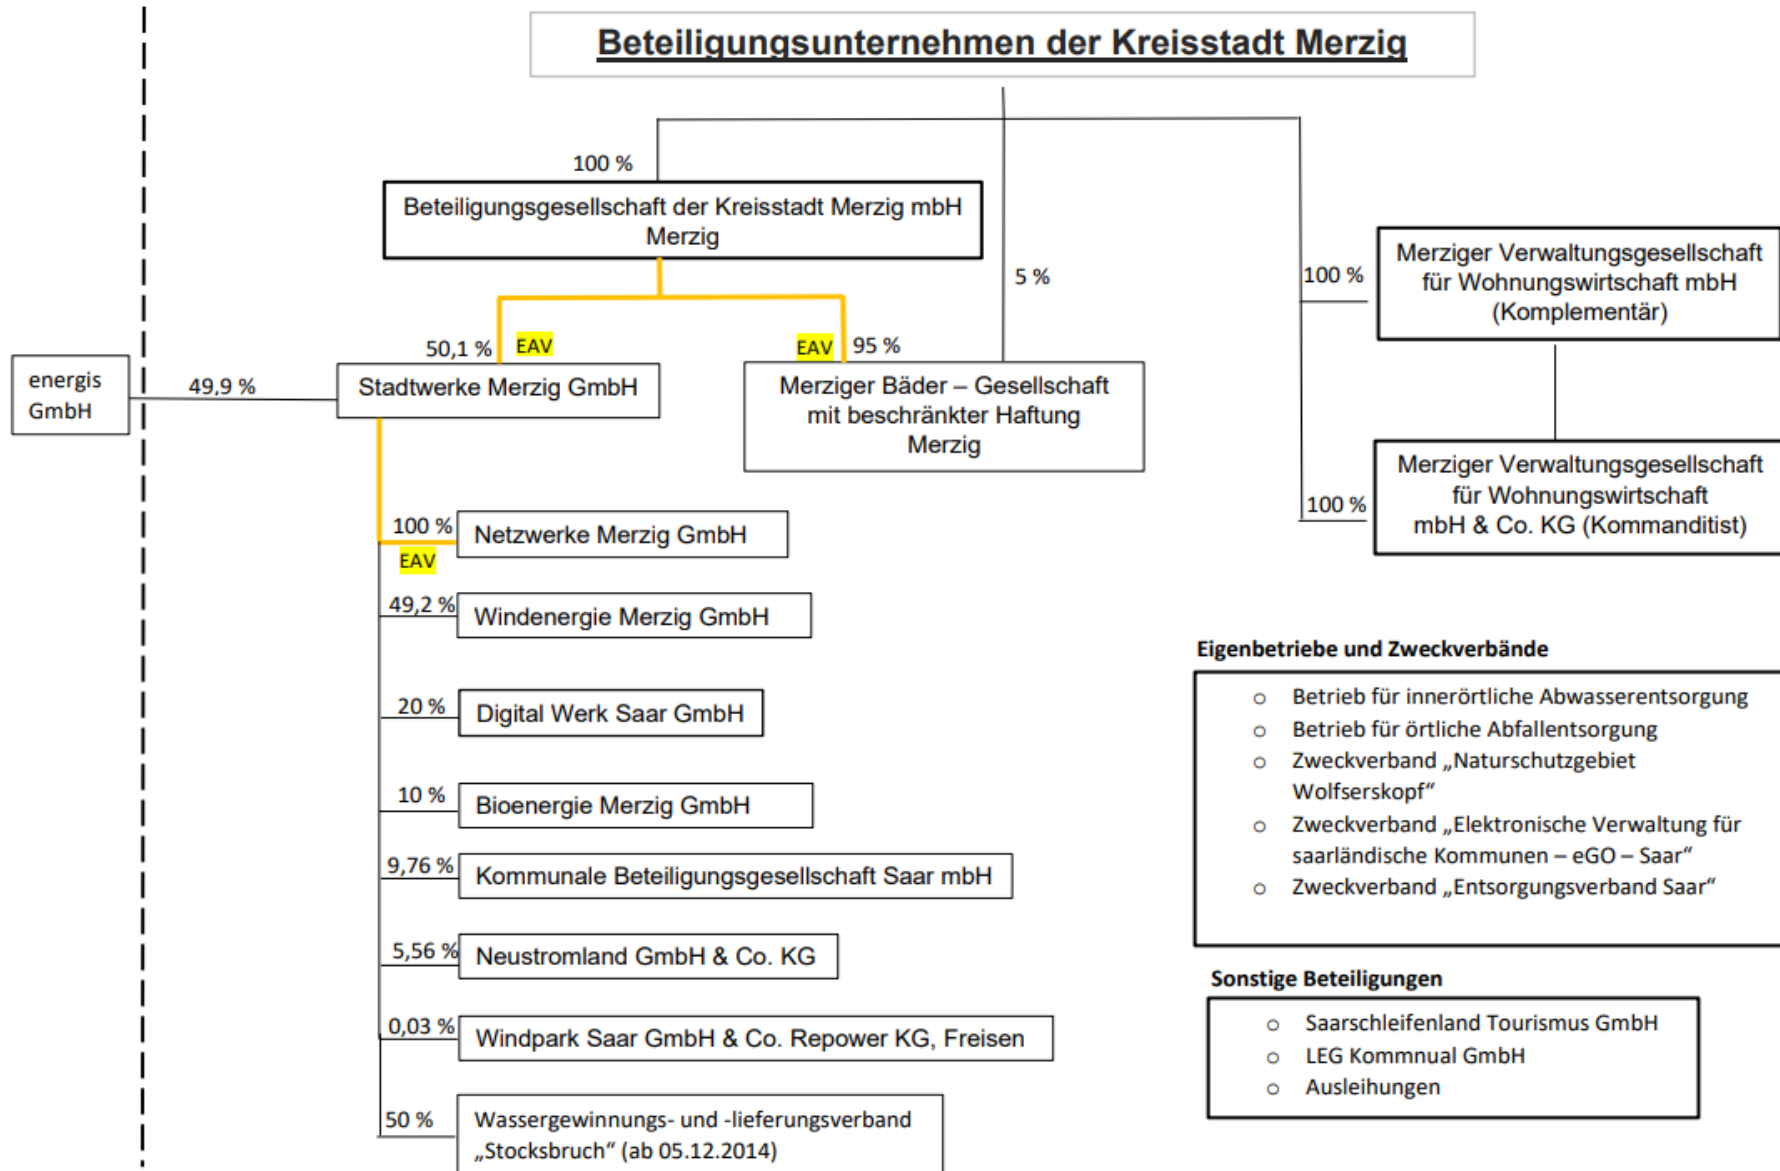 Beteiligungsunternehmen der Kreisstadt Merzig
100 %
Beteiligungsgesellschaft der Kreisstadt Merzig mbH
Merzig
5 %
100 %
Merziger Verwaltungsgesellschaft
für Wohnungswirtschaft mbH
(Komplementär)
50,1 %
EAV
EAV
95 %
energis
GmbH
49,9 %
Stadtwerke Merzig GmbH
Merziger Bäder – Gesellschaft
mit beschränkter Haftung
Merzig
100 %
Merziger Verwaltungsgesellschaft
für Wohnungswirtschaft
mbH & Co. KG (Kommanditist)
100 %
EAV
Netzwerke Merzig GmbH
49,2 %
Windenergie Merzig GmbH
20 %
Digital Werk Saar GmbH
10 %
Bioenergie Merzig GmbH
9,76 %
Kommunale Beteiligungsgesellschaft Saar mbH
5,56 %
Neustromland GmbH & Co. KG
0,03 %
Windpark Saar GmbH & Co. Repower KG, Freisen
50 %
Wassergewinnungs- und -lieferungsverband
„Stocksbruch“ (ab 05.12.2014)
Eigenbetriebe und Zweckverbände
o Betrieb für innerörtliche Abwasserentsorgung
o Betrieb für örtliche Abfallentsorgung
o Zweckverband „Naturschutzgebiet
Wolfserskopf“
o Zweckverband „Elektronische Verwaltung für
saarländische Kommunen – eGO – Saar“
o Zweckverband „Entsorgungsverband Saar“
Sonstige Beteiligungen
o Saarschleifenland Tourismus GmbH
o LEG Kommnual GmbH
o Ausleihungen